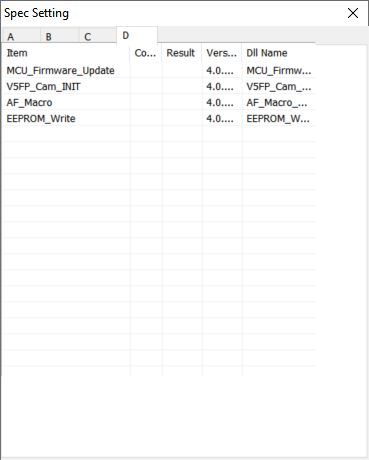 Spec Setting
A B C D
Item Co... Result Vers... Dll Name
MCU_Firmware_Update 4.0.... MCU_Firmw...
V5FP_Cam_INIT 4.0.... V5FP_Cam_...
AF_Macro 4.0.... AF_Macro_...
EEPROM_Write 4.0.... EEPROM_W...